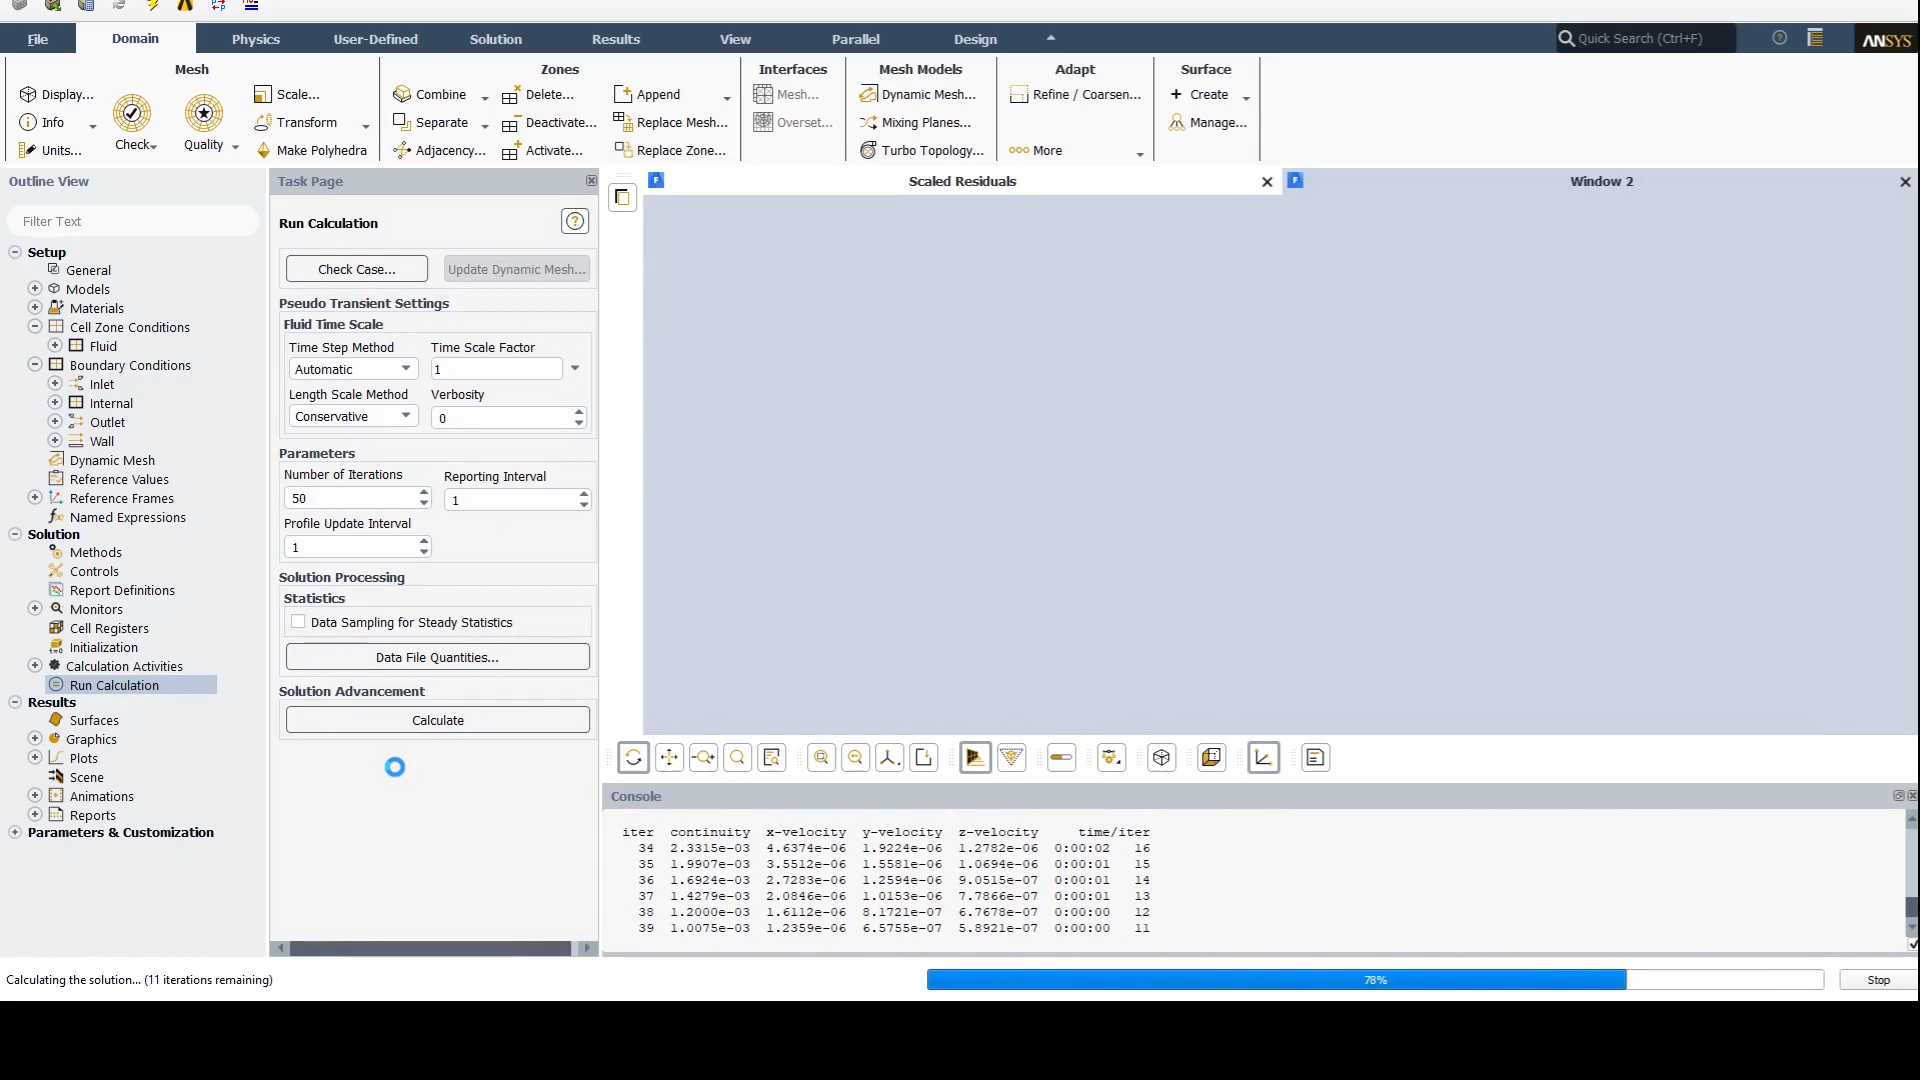 File Domain Physics User-Defined Solution Results View Parallel Design Quick Search (Ctrl+F) ANSYS
Mesh Zones Interfaces Mesh Models Adapt Surface
Display... Scale... Combine Delete... Append Mesh... Dynamic Mesh... Refine / Coarsen... Create
Info Transform Separate Deactivate... Replace Mesh... Overset... Mixing Planes... Manage...
Units... Check Quality Make Polyhedra Adjacency... Activate... Replace Zone... Turbo Topology... More
Outline View
Filter Text
Setup
General
Models
Materials
Cell Zone Conditions
Fluid
Boundary Conditions
Inlet
Internal
Outlet
Wall
Dynamic Mesh
Reference Values
Reference Frames
Named Expressions
Solution
Methods
Controls
Report Definitions
Monitors
Cell Registers
Initialization
Calculation Activities
Run Calculation
Results
Surfaces
Graphics
Plots
Scene
Animations
Reports
Parameters & Customization
Task Page
Run Calculation
Check Case... Update Dynamic Mesh...
Pseudo Transient Settings
Fluid Time Scale
Time Step Method Time Scale Factor
Automatic 1
Length Scale Method Verbosity
Conservative 0
Parameters
Number of Iterations Reporting Interval
50 1
Profile Update Interval
1
Solution Processing
Statistics
Data Sampling for Steady Statistics
Data File Quantities...
Solution Advancement
Calculate
Scaled Residuals
Window 2
Console
iter continuity x-velocity y-velocity z-velocity time/iter
34 2.3315e-03 4.6374e-06 1.9224e-06 1.2782e-06 0:00:02 16
35 1.9907e-03 3.5512e-06 1.5581e-06 1.0694e-06 0:00:01 15
36 1.6924e-03 2.7283e-06 1.2594e-06 9.0515e-07 0:00:01 14
37 1.4279e-03 2.0846e-06 1.0153e-06 7.7866e-07 0:00:01 13
38 1.2000e-03 1.6112e-06 8.1721e-07 6.7678e-07 0:00:00 12
39 1.0075e-03 1.2359e-06 6.5755e-07 5.8921e-07 0:00:00 11
Calculating the solution... (11 iterations remaining) 78% Stop